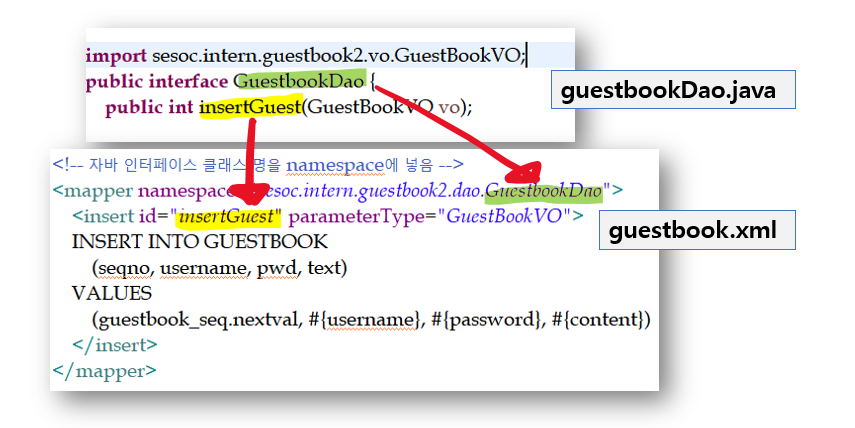 import sesoc.intern.guestbook2.vo.GuestBookVO;
public interface GuestbookDao {
public int insertGuest(GuestBookVO vo);
guestbookDao.java
<!-- 자바 인터페이스 클래스 명을 namespace에 넣음 -->
<mapper namespace sesoc.intern.guestbook2.dao.GuestbookDao">
<insert id="insertGuest" parameterType="GuestBookVO">
guestbook.xml
INSERT INTO GUESTBOOK
(seqno, username, pwd, text)
VALUES
(guestbook_seq.nextval, #{username}, #{password}, #{content})
</insert>
</mapper>